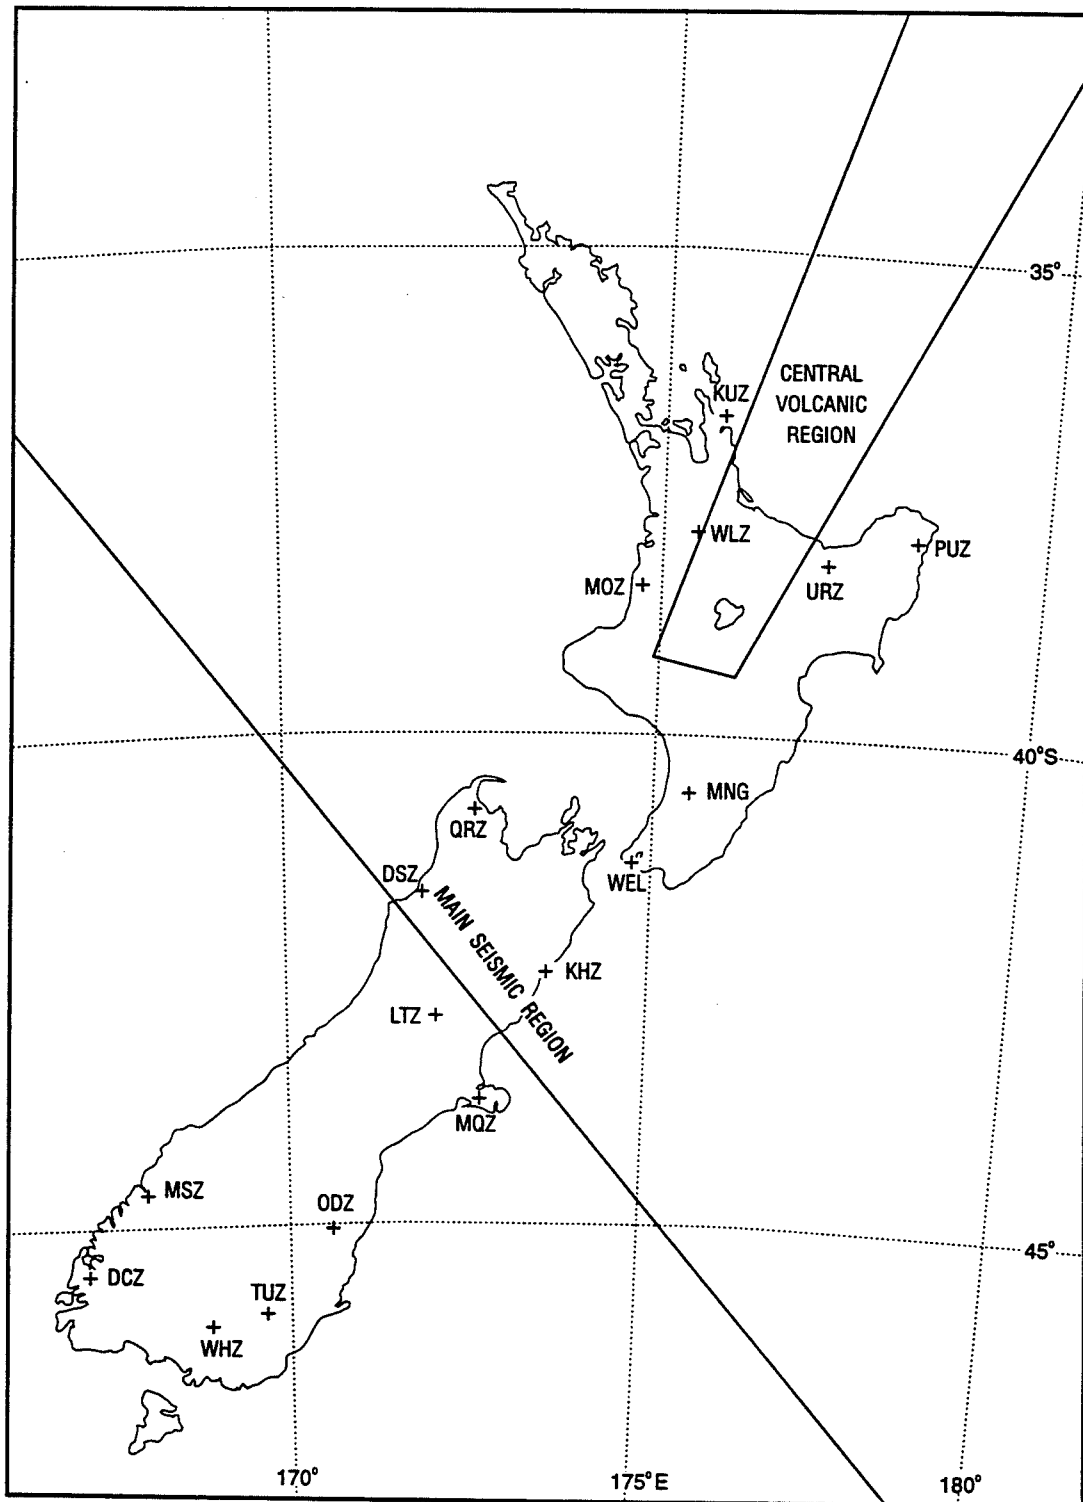 35°
CENTRAL
VOLCANIC
REGION
KUZ
WLZ
PUZ
URZ
MOZ
40°S
MNG
QRZ
WEL
DSZ
MAIN SEISMIC REGION
KHZ
LTZ
MQZ
MSZ
ODZ
45°
DCZ
TUZ
WHZ
170°
175°E
180°